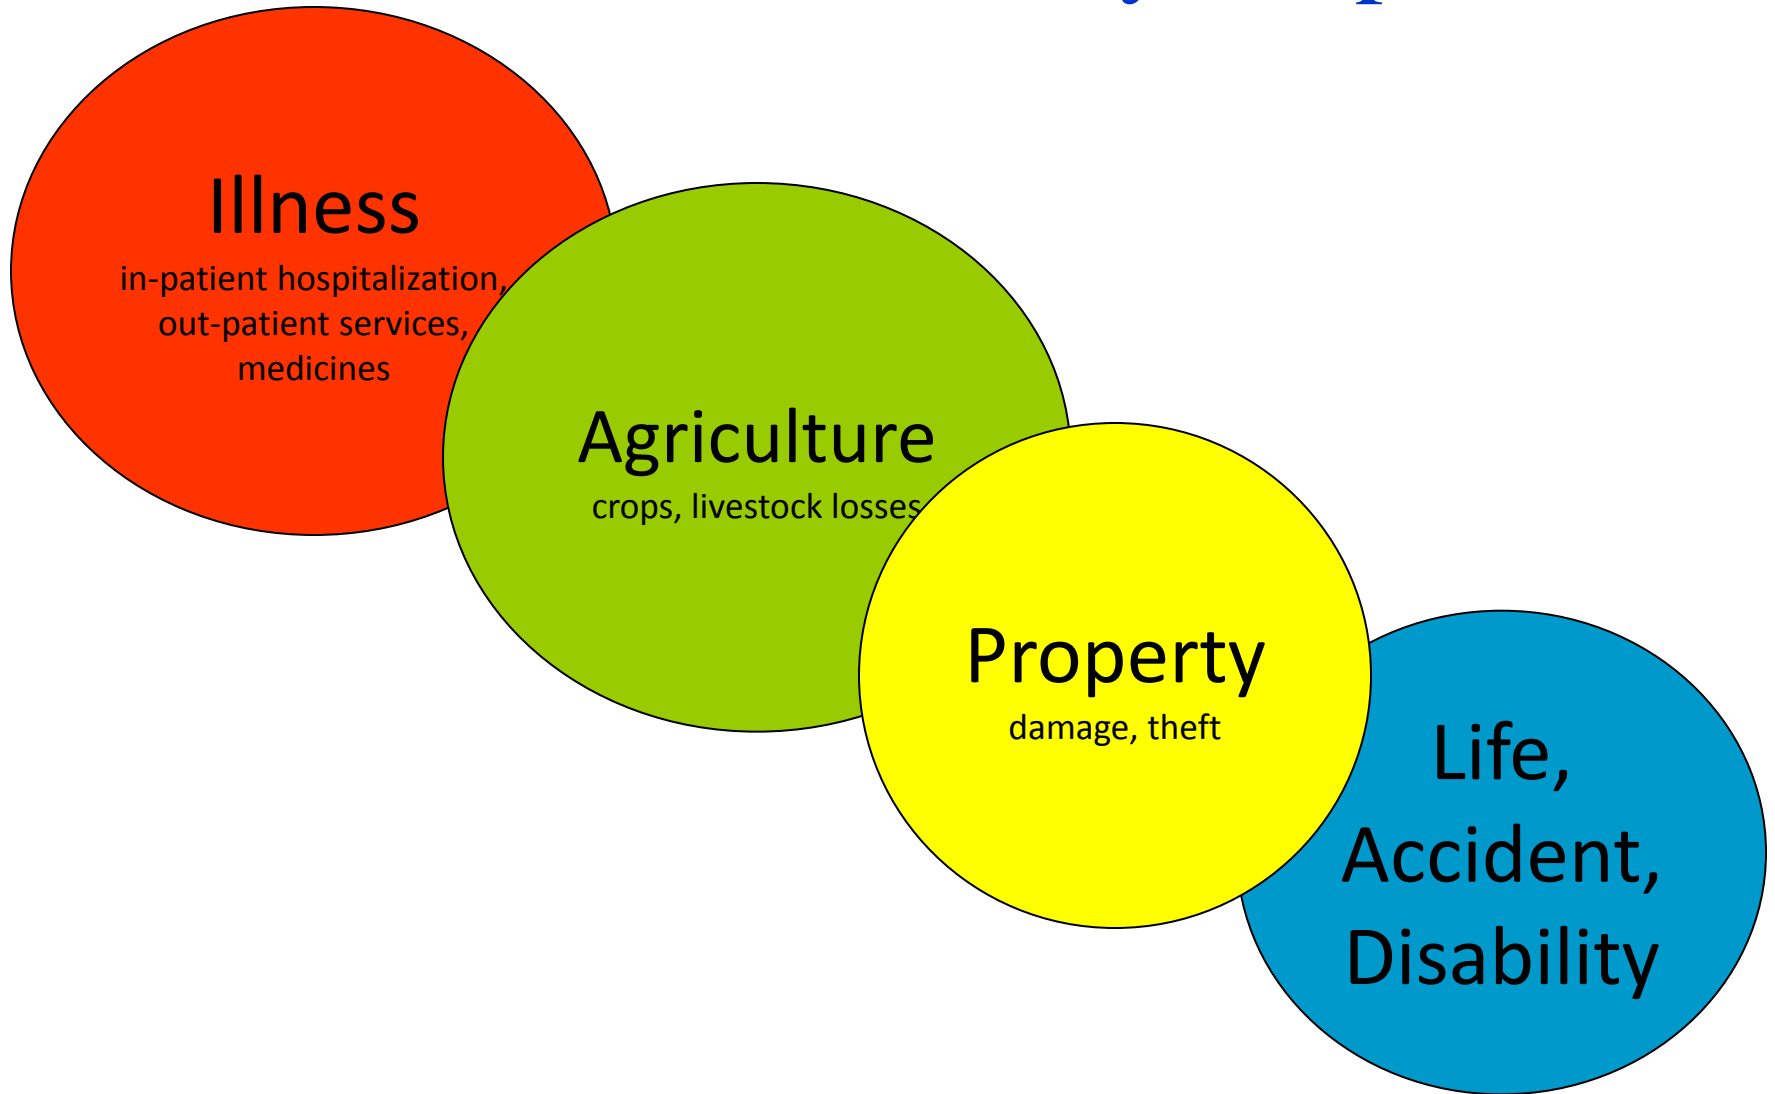 Illness
in-patient hospitalization,
out-patient services,
medicines
Agriculture
crops, livestock losses
Property
damage, theft
Life,
Accident,
Disability